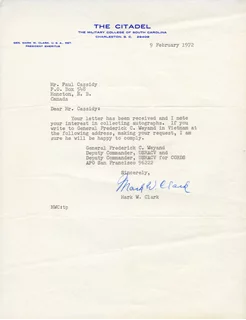 THE CITADEL
THE MILITARY COLLEGE OF SOUTH CAROLINA
CHARLESTON, S. C. 29409
GEN. MARK W. CLARK, U. S. A., RET.
PRESIDENT EMERITUS
9 February 1972
Mr. Paul Cassidy
P.O. Box
Moncton, N. B.
Canada
Dear Mr. Cassidy:
Your letter has been received and I note
your interest in collecting autographs. If you
write to General Frederick C. Weyand in Vietnam at
the following address, making your request, I am
sure he will be happy to comply.
General Frederick C. Weyand
Deputy Commander, USMACV and
Deputy Commander, USMACV for CORDS
APO San Francisco 96222
Sincerely,
Mark W. Clark
Mark W. Clark
MWC:tp